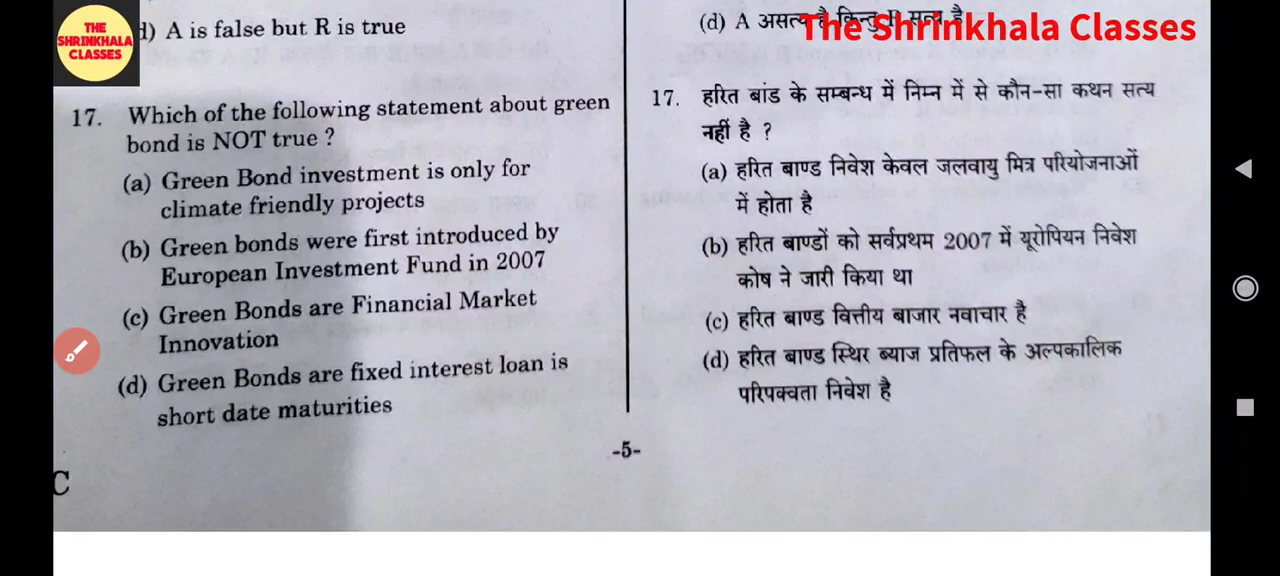 THE
SHRINKHALA
CLASSES
d) A is false but R is true
17. Which of the following statement about green
bond is NOT true ?
(a) Green Bond investment is only for
climate friendly projects
(b) Green bonds were first introduced by
European Investment Fund in 2007
(c) Green Bonds are Financial Market
Innovation
(d) Green Bonds are fixed interest loan is
short date maturities
(d) A असत्य है किन्तु R सत्य है
The Shrinkhala Classes
17. हरित बांड के सम्बन्ध में निम्न में से कौन-सा कथन सत्य
नहीं है ?
(a) हरित बाण्ड निवेश केवल जलवायु मित्र परियोजनाओं
में होता है
(b) हरित बाण्डों को सर्वप्रथम 2007 में यूरोपियन निवेश
कोष ने जारी किया था
(c) हरित बाण्ड वित्तीय बाजार नवाचार है
(d) हरित बाण्ड स्थिर ब्याज प्रतिफल के अल्पकालिक
परिपक्वता निवेश है
-5-
C